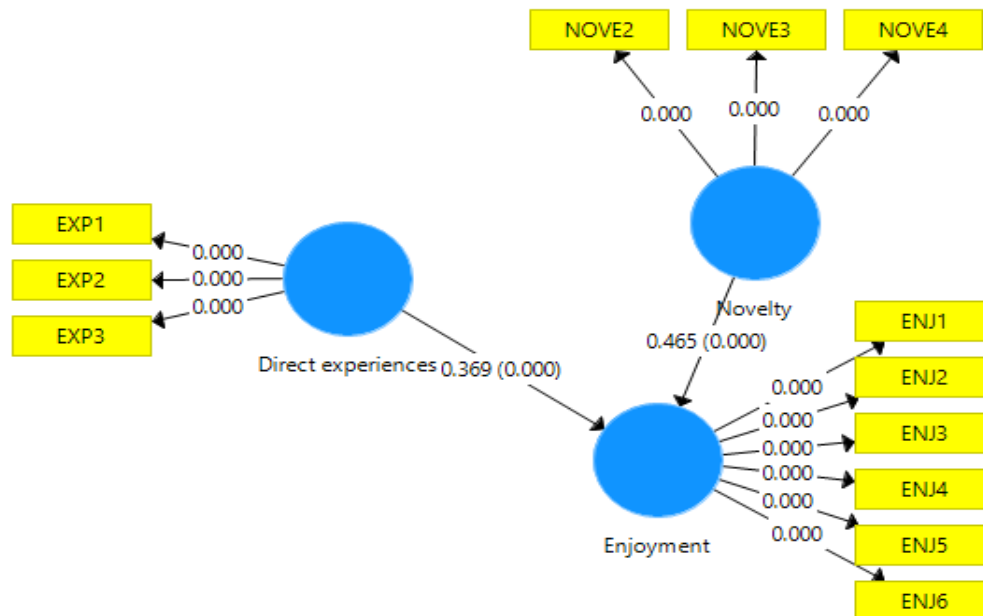 NOVE2 NOVE3 NOVE4
0.000 0.000 0.000
EXP1
0.000
EXP2
0.000
EXP3
0.000
Novelty
Direct experiences
0.369 (0.000)
0.465 (0.000)
ENJ1
0.000
ENJ2
0.000
ENJ3
0.000
ENJ4
0.000
ENJ5
0.000
ENJ6
0.000
Enjoyment